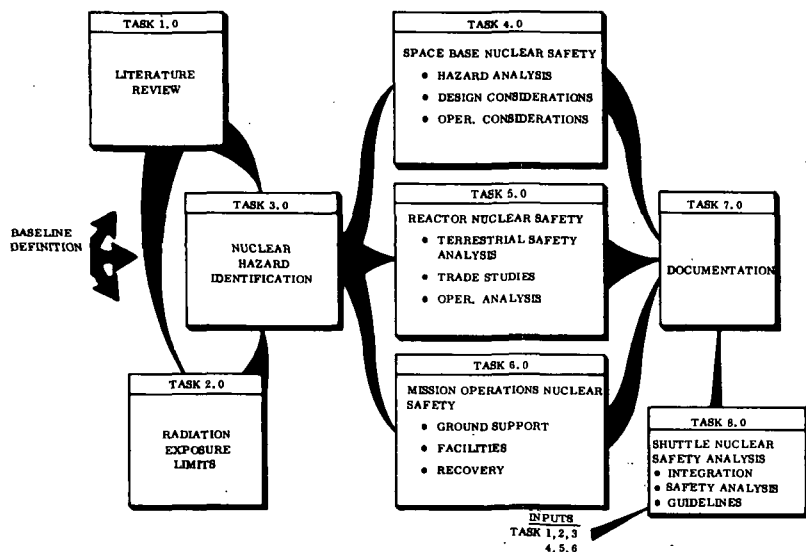 TASK 1.0
LITERATURE
REVIEW
BASELINE
DEFINITION
TASK 2.0
RADIATION
EXPOSURE
LIMITS
TASK 3.0
NUCLEAR
HAZARD
IDENTIFICATION
TASK 4.0
SPACE BASE NUCLEAR SAFETY
• HAZARD ANALYSIS
• DESIGN CONSIDERATIONS
• OPER. CONSIDERATIONS
TASK 5.0
REACTOR NUCLEAR SAFETY
• TERRESTRIAL SAFETY
ANALYSIS
• TRADE STUDIES
• OPER. ANALYSIS
TASK 6.0
MISSION OPERATIONS NUCLEAR
SAFETY
• GROUND SUPPORT
• FACILITIES
• RECOVERY
TASK 7.0
DOCUMENTATION
TASK 8.0
SHUTTLE NUCLEAR
SAFETY ANALYSIS
• INTEGRATION
• SAFETY ANALYSIS
• GUIDELINES
INPUTS
TASK 1,2,3
4,5,6